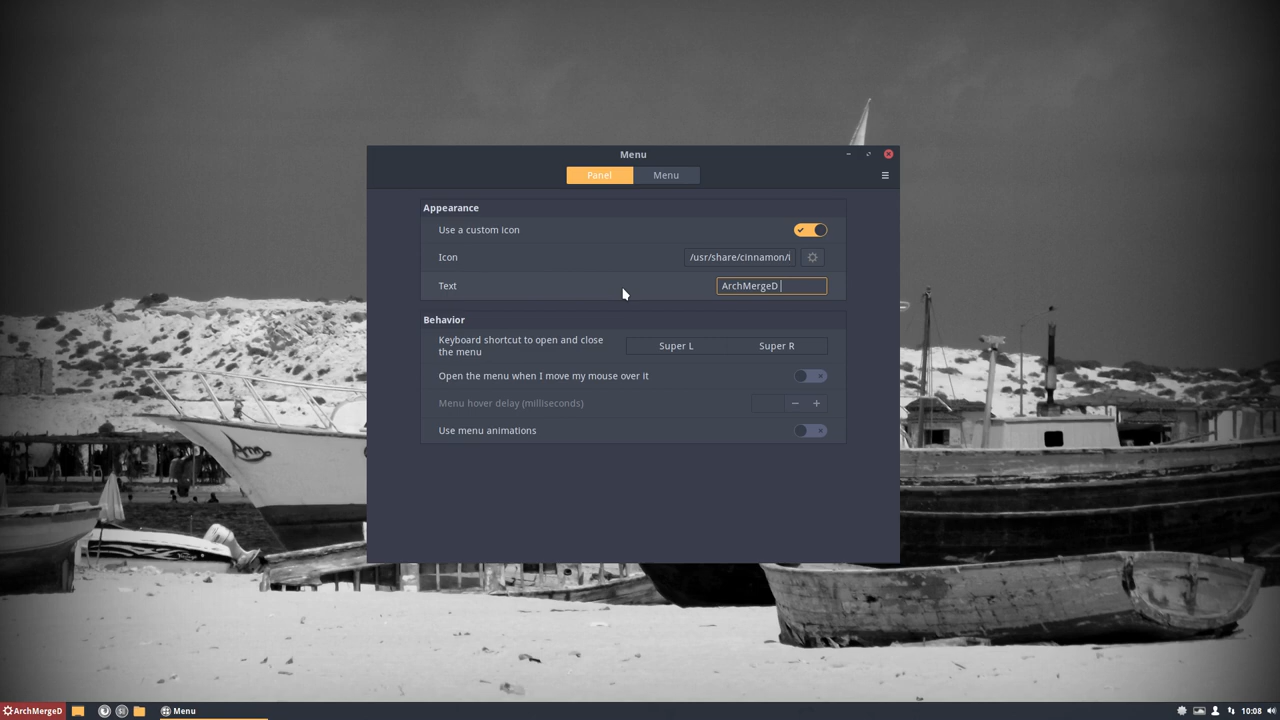 Menu
Panel
Menu
Appearance
Use a custom icon
Icon
/usr/share/cinnamon/i
Text
ArchMergeD
Behavior
Keyboard shortcut to open and close
the menu
Super L
Super R
Open the menu when I move my mouse over it
Menu hover delay (milliseconds)
Use menu animations
ArchMergeD
Menu
10:08